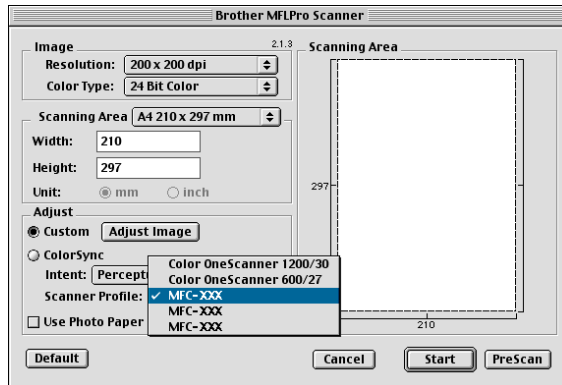 Brother MFLPro Scanner
Image 2.1.3
Resolution: 200 x 200 dpi
Color Type: 24 Bit Color
Scanning Area A4 210 x 297 mm
Width: 210
Height: 297
Unit: mm inch
Adjust
Custom Adjust Image
ColorSync
Intent: Percept
Scanner Profile:
Use Photo Paper
Color OneScanner 1200/30
Color OneScanner 600/27
✓ MFC-XXX
MFC-XXX
MFC-XXX
Scanning Area
297
210
Default Cancel Start PreScan